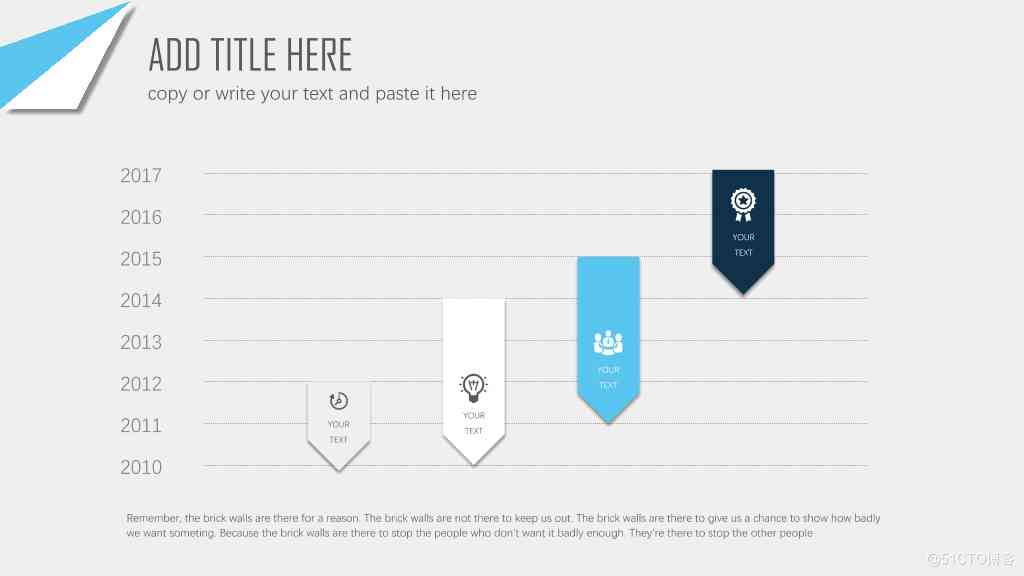 ADD TITLE HERE
copy or write your text and paste it here
2017
2016
2015
2014
2013
2012
2011
2010
YOUR
TEXT
YOUR
TEXT
YOUR
TEXT
YOUR
TEXT
Remember, the brick walls are there for a reason. The brick walls are not there to keep us out. The brick walls are there to give us a chance to show how badly
we want someting. Because the brick walls are there to stop the people who don't want it badly enough. They're there to stop the other people
@51CTO博客